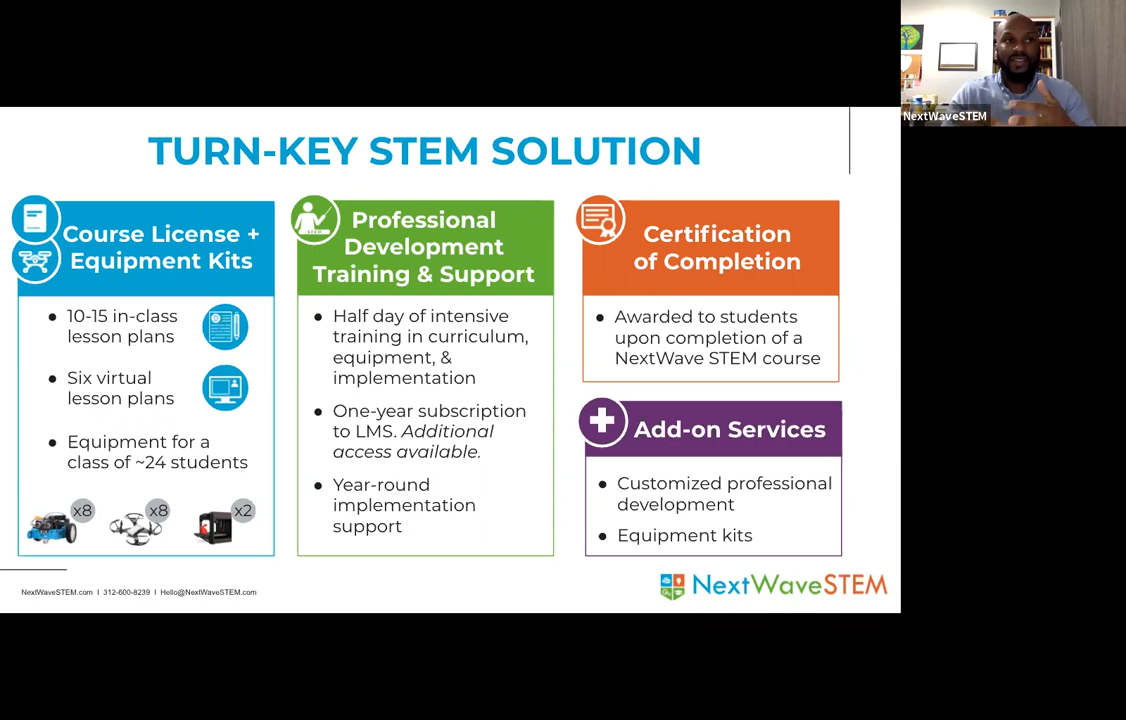 NextWaveSTEM
TURN-KEY STEM SOLUTION
Course License +
Equipment Kits
● 10-15 in-class
lesson plans
● Six virtual
lesson plans
● Equipment for a
class of ~24 students
x8
x8
x2
Professional
Development
Training & Support
● Half day of intensive
training in curriculum,
equipment, &
implementation
● One-year subscription
to LMS. Additional
access available.
● Year-round
implementation
support
Certification
of Completion
● Awarded to students
upon completion of a
NextWave STEM course
Add-on Services
● Customized professional
development
● Equipment kits
NextWaveSTEM.com I 312-600-8239 I Hello@NextWaveSTEM.com
NextWaveSTEM